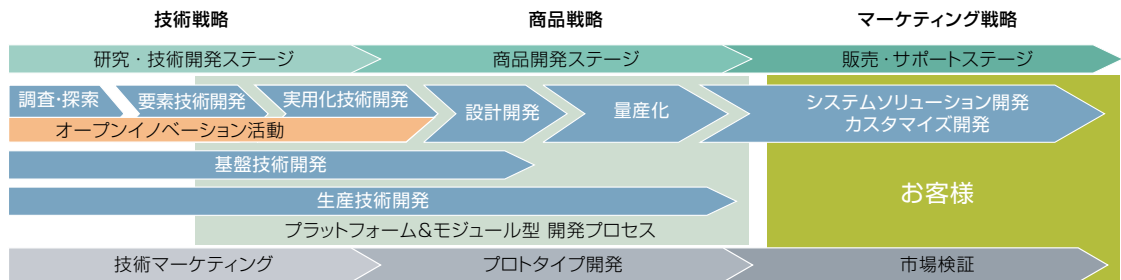 技術戦略
商品戦略
マーケティング戦略
研究・技術開発ステージ
商品開発ステージ
販売・サポートステージ
調査・探索
要素技術開発
実用化技術開発
設計開発
量産化
システムソリューション開発
カスタマイズ開発
オープンイノベーション活動
基盤技術開発
生産技術開発
お客様
プラットフォーム&モジュール型 開発プロセス
技術マーケティング
プロトタイプ開発
市場検証